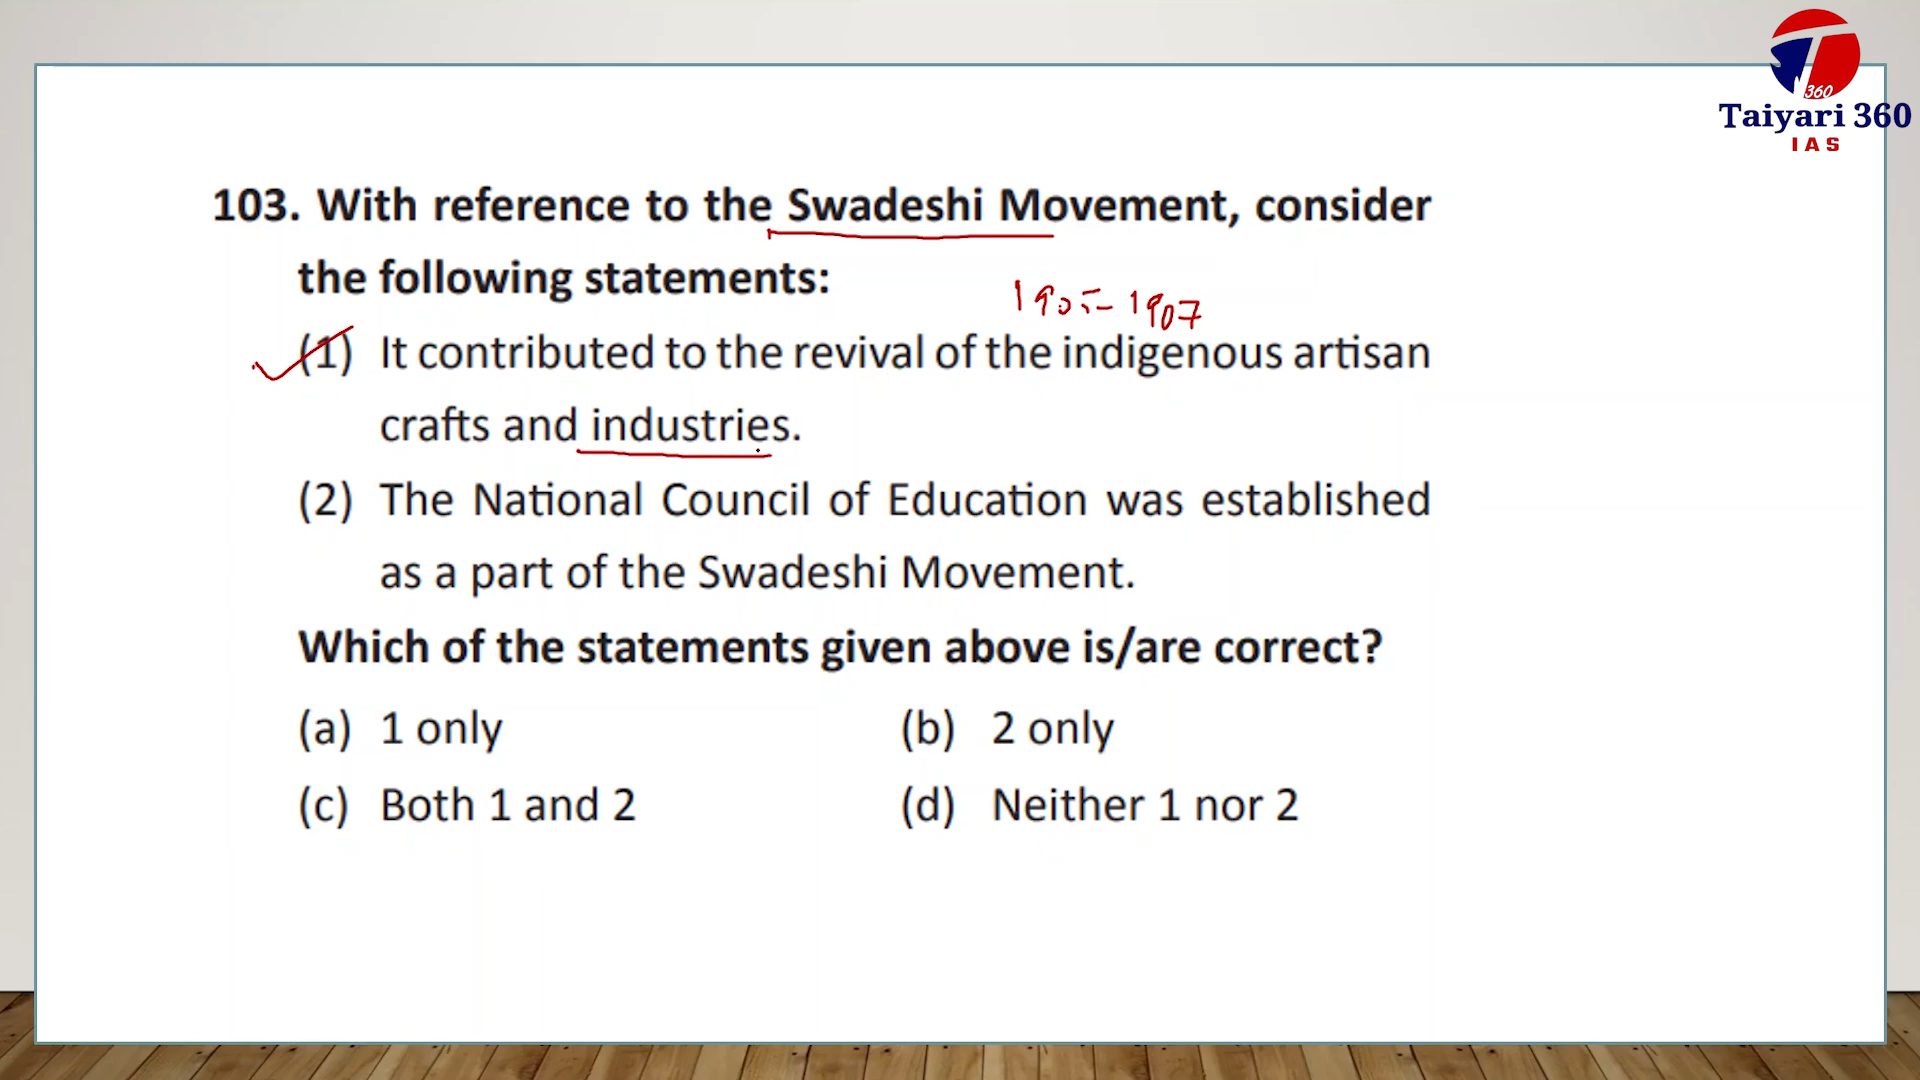 360
Taiyari 360
IAS
103. With reference to the Swadeshi Movement, consider
the following statements:
1905-1907
(1) It contributed to the revival of the indigenous artisan
crafts and industries.
(2) The National Council of Education was established
as a part of the Swadeshi Movement.
Which of the statements given above is/are correct?
(a) 1 only (b) 2 only
(c) Both 1 and 2 (d) Neither 1 nor 2